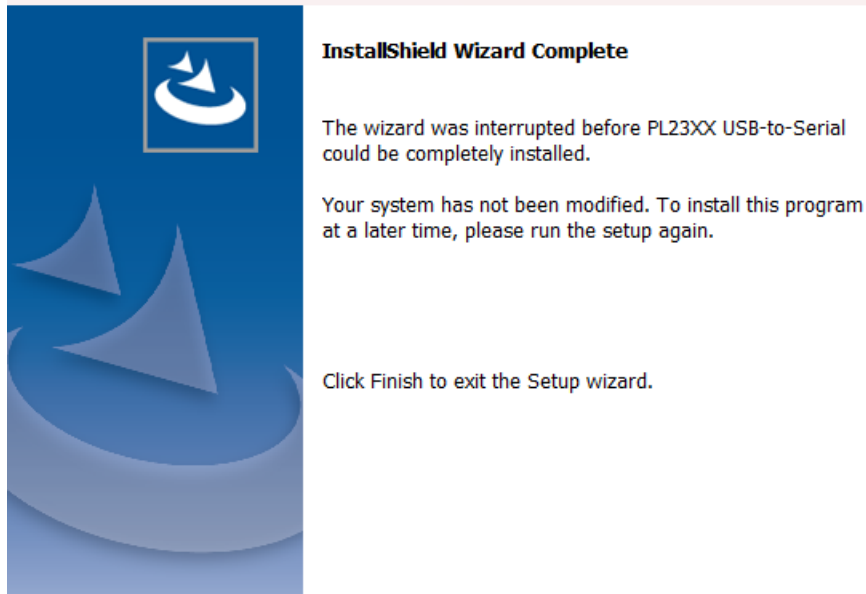 InstallShield Wizard Complete
The wizard was interrupted before PL23XX USB-to-Serial
could be completely installed.
Your system has not been modified. To install this program
at a later time, please run the setup again.
Click Finish to exit the Setup wizard.